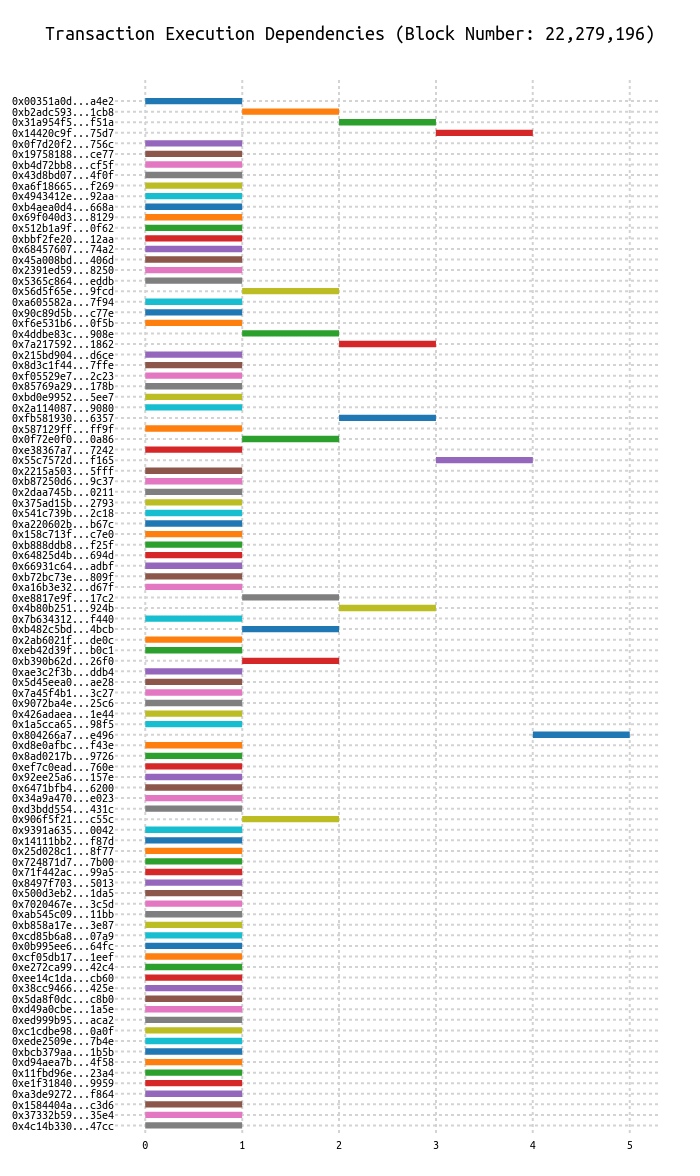 Transaction Execution Dependencies (Block Number: 22,279,196)
0x00351a0d...a4e2
0xb2adc593...1cb8
0x31a954f5...f51a
0x14420c9f...75d7
0x0f7d20f2...756c
0x19758188...ce77
0xb4d72bb8...cf5f
0x43d8bd07...4f0f
0xa6f18665...f269
0x4943412e...92aa
0xb4aea0d4...668a
0x69f040d3...8129
0x512b1a9f...0f62
0xbbf2fe20...12aa
0x68457607...74a2
0x45a008bd...406d
0x2391ed59...8250
0x5365c864...eddb
0x56d5f65e...9fcd
0xa605582a...7f94
0x90c89d5b...c77e
0xf6e531b6...0f5b
0x4ddbe83c...908e
0x7a217592...1862
0x215bd904...d6ce
0x8d3c1f44...7ffe
0xf05529e7...2c23
0x85769a29...178b
0xbd0e9952...5ee7
0x2a114087...9080
0xfb581930...6357
0x587129ff...ff9f
0x0f72e0f0...0a86
0xe38367a7...7242
0x55c7572d...f165
0x2215a503...5fff
0xb87250d6...9c37
0x2daa745b...0211
0x375ad15b...2793
0x541c739b...2c18
0xa220602b...b67c
0x158c713f...c7e0
0xb888ddb8...f25f
0x64825d4b...694d
0x66931c64...adbf
0xb72bc73e...809f
0xa16b3e32...d67f
0xe8817e9f...17c2
0x4b80b251...924b
0x7b634312...f440
0xb482c5bd...4bcb
0x2ab6021f...de0c
0xeb42d39f...b0c1
0xb390b62d...26f0
0xae3c2f3b...ddb4
0x5d45eea0...ae28
0x7a45f4b1...3c27
0x9072ba4e...25c6
0x426adaea...1e44
0x1a5cca65...98f5
0x804266a7...e496
0xd8e0afbc...f43e
0x8ad0217b...9726
0xef7c0ead...760e
0x92ee25a6...157e
0x6471bfb4...6200
0x34a9a470...e023
0xd3bdd554...431c
0x906f5f21...c55c
0x9391a635...0042
0x14111bb2...f87d
0x25d028c1...8f77
0x724871d7...7b00
0x71f442ac...99a5
0x8497f703...5013
0x500d3eb2...1da5
0x7020467e...3c5d
0xab545c09...11bb
0xb858a17e...3e87
0xcd85b6a8...07a9
0x0b995ee6...64fc
0xcf05db17...1eef
0xe272ca99...42c4
0xee14c1da...cb60
0x38cc9466...425e
0x5da8f0dc...c8b0
0xd49a0cbe...1a5e
0xed999b95...aca2
0xc1cdbe98...0a0f
0xede2509e...7b4e
0xbcb379aa...1b5b
0xd94aea7b...4f58
0x11fbd96e...23a4
0xe1f31840...9959
0xa3de9272...f864
0x1584404a...c3d6
0x37332b59...35e4
0x4c14b330...47cc
0 1 2 3 4 5